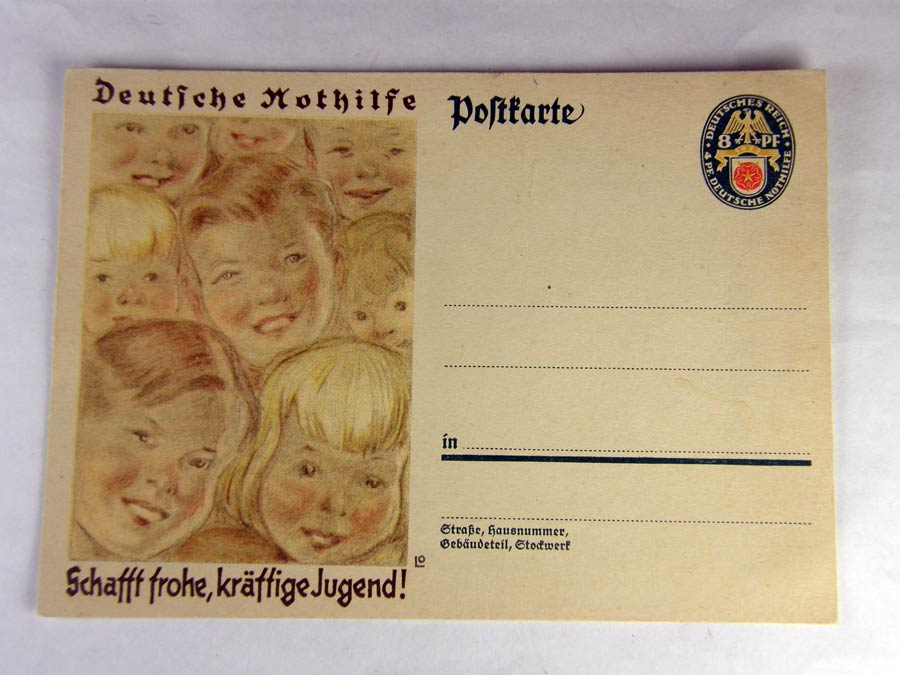 Deutſche Nothilfe
Poſtkarte
DEUTSCHES REICH
8 PF
4 PF. DEUTSCHE NOTHILFE
in
Straße, Hausnummer,
Gebäudeteil, Stockwerk
LO
Schafft frohe, kräftige Jugend!